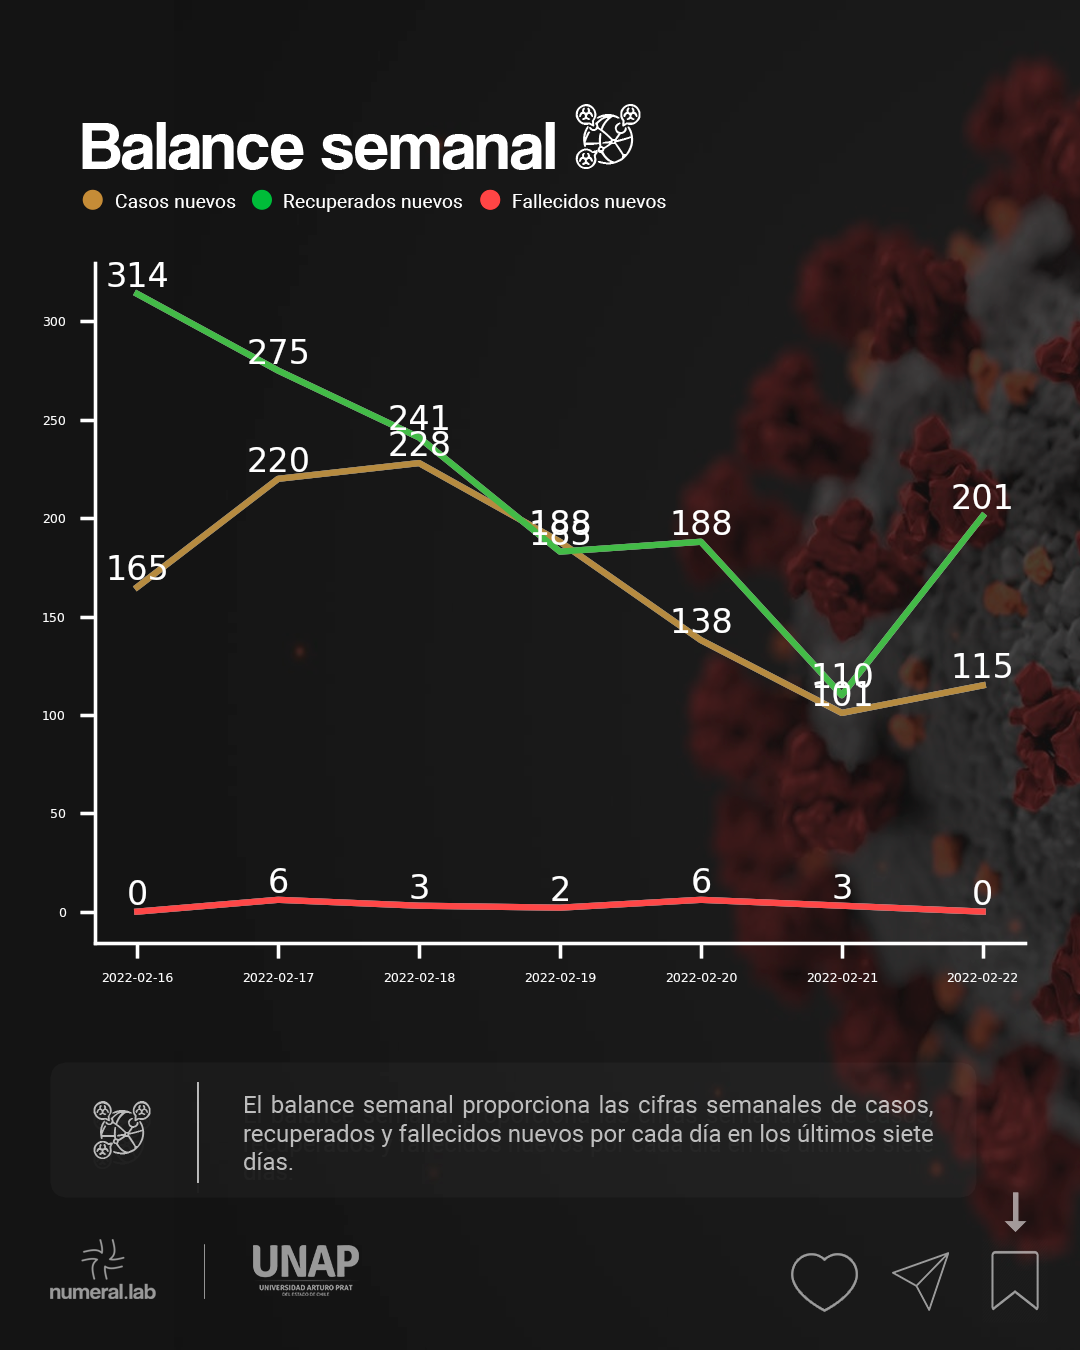 Balance semanal
Casos nuevos Recuperados nuevos Fallecidos nuevos
314
300
275
250
241
228
220
201
200
188
183
188
165
150
138
115
110
101
100
50
0 6 3 2 6 3 0
0
2022-02-16 2022-02-17 2022-02-18 2022-02-19 2022-02-20 2022-02-21 2022-02-22
El balance semanal proporciona las cifras semanales de casos,
recuperados y fallecidos nuevos por cada día en los últimos siete
días.
numeral.lab
UNAP
UNIVERSIDAD ARTURO PRAT
DEL ESTADO DE CHILE